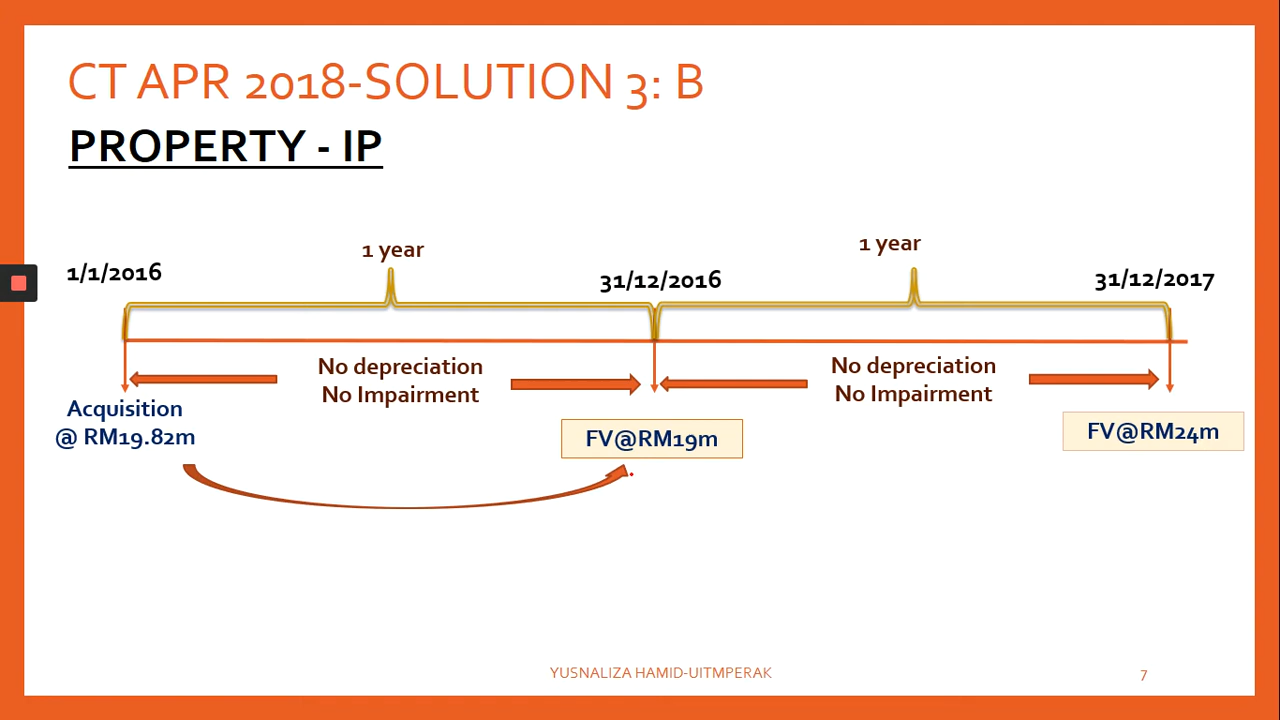 CT APR 2018-SOLUTION 3: B
PROPERTY - IP
1 year
1 year
1/1/2016
31/12/2016
31/12/2017
No depreciation
No Impairment
No depreciation
No Impairment
Acquisition
@ RM19.82m
FV@RM19m
FV@RM24m
YUSNALIZA HAMID-UITMPERAK
7